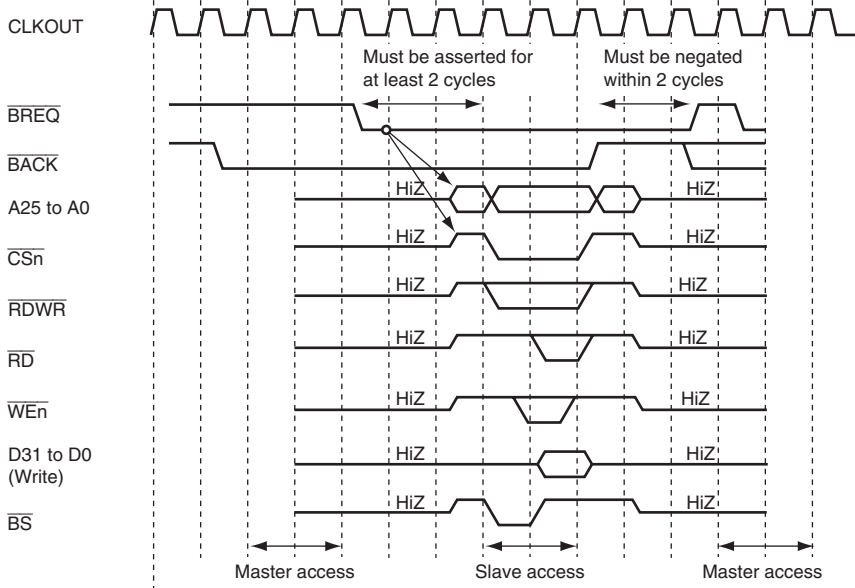 CLKOUT
Must be asserted for
at least 2 cycles
Must be negated
within 2 cycles
BREQ
BACK
HiZ
HiZ
A25 to A0
HiZ
HiZ
CSn
HiZ
HiZ
RDWR
HiZ
HiZ
RD
HiZ
HiZ
WEn
D31 to D0
(Write)
HiZ
HiZ
HiZ
HiZ
BS
Master access
Slave access
Master access